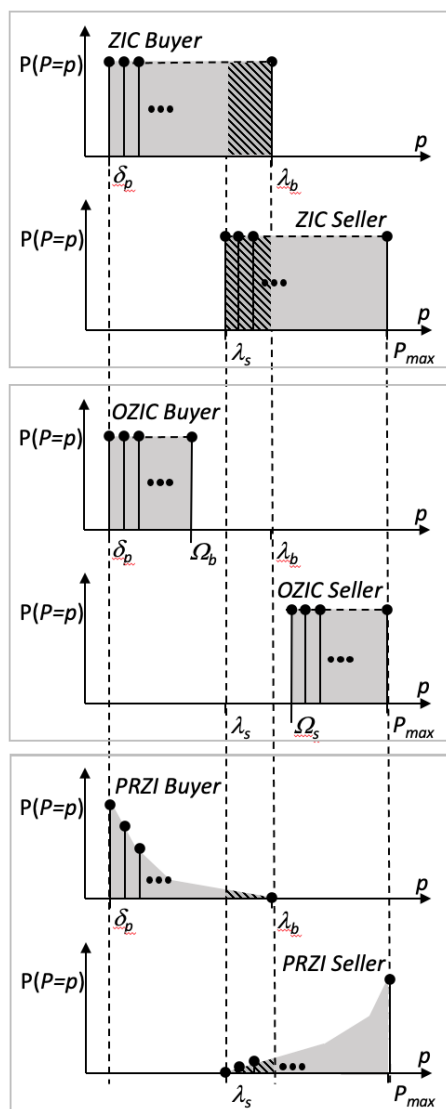 ZIC Buyer
P(P=p)
p
δp
λb
ZIC Seller
P(P=p)
p
λs
Pmax
OZIC Buyer
P(P=p)
p
δp
Ωb
λb
OZIC Seller
P(P=p)
p
λs
Ωs
Pmax
PRZI Buyer
P(P=p)
p
δp
λb
PRZI Seller
P(P=p)
p
λs
Pmax